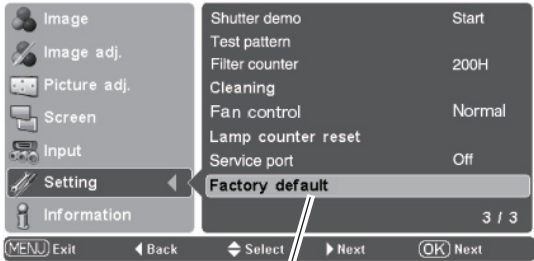 Image
Image adj.
Picture adj.
Screen
Input
Setting
Information
Shutter demo Start
Test pattern
Filter counter 200H
Cleaning
Fan control Normal
Lamp counter reset
Service port Off
Factory default
3 / 3
MENU Exit Back Select Next OK Next